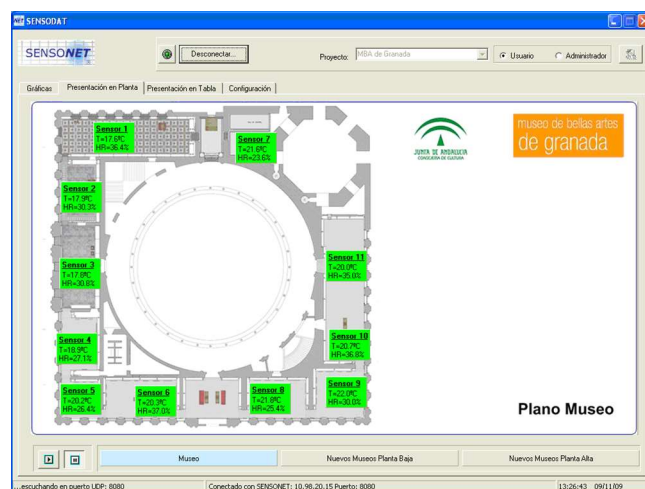 SENSODAT
SENSONET
Desconectar...
Proyecto: MBA de Granada
Usuario
Administrador
Gráficas
Presentación en Planta
Presentación en Tabla
Configuración
Sensor 1
T=17.6ºC
HR=36.4%
Sensor 7
T=21.6ºC
HR=23.6%
JUNTA DE ANDALUCIA
CONSEJERÍA DE CULTURA
museo de bellas artes
de granada
Sensor 2
T=17.9ºC
HR=30.3%
Sensor 3
T=17.8ºC
HR=30.8%
Sensor 11
T=20.0ºC
HR=35.0%
Sensor 4
T=18.9ºC
HR=27.1%
Sensor 10
T=20.7ºC
HR=36.8%
Sensor 5
T=20.2ºC
HR=26.4%
Sensor 6
T=20.3ºC
HR=37.0%
Sensor 8
T=21.8ºC
HR=25.4%
Sensor 9
T=22.0ºC
HR=30.0%
Plano Museo
Museo
Nuevos Museos Planta Baja
Nuevos Museos Planta Alta
...escuchando en puerto UDP: 8080
Conectado con SENSONET: 10.98.20.15 Puerto: 8080
13:26:43 09/11/09